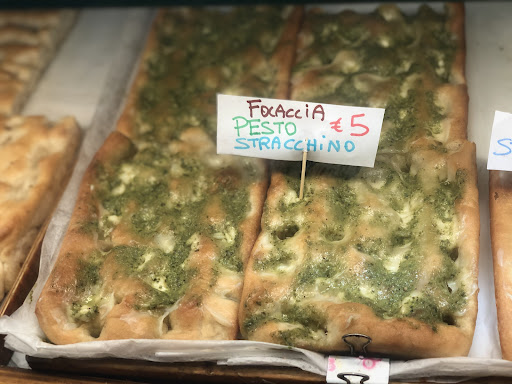 FOCACCIA
PESTO €5
STRACCHINO
S